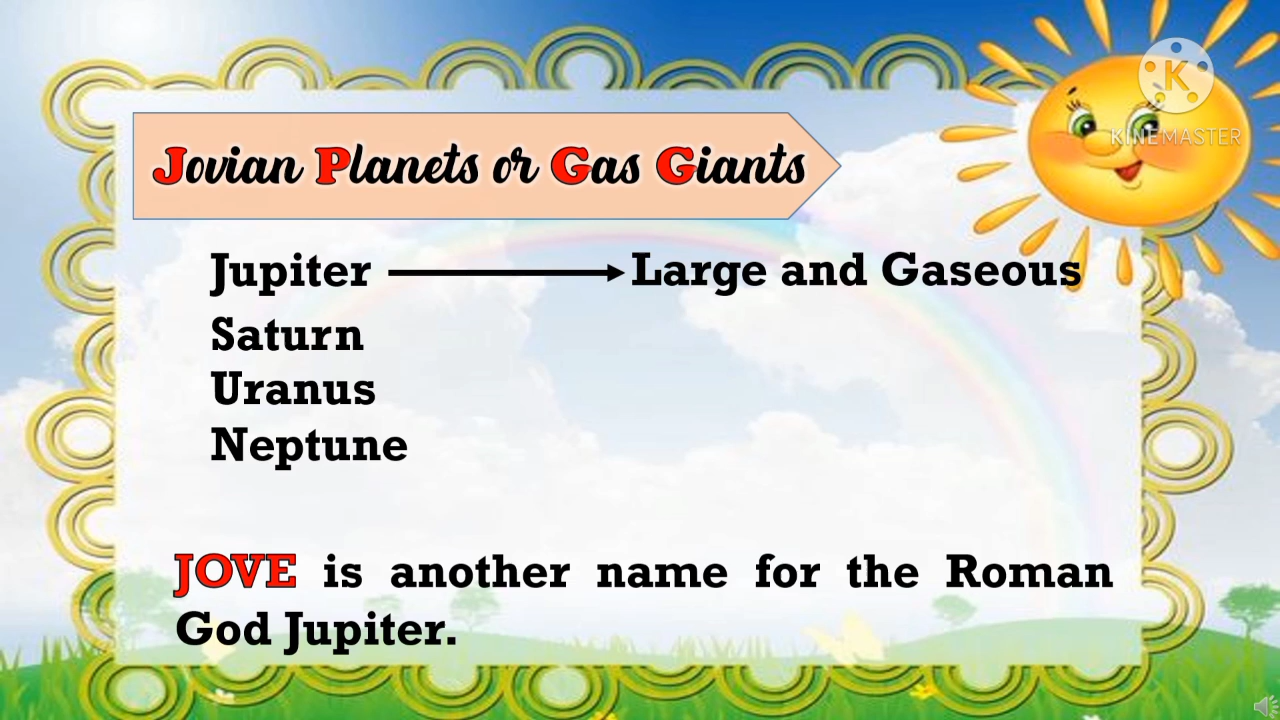 K
KINEMASTER
Jovian Planets or Gas Giants
Jupiter Large and Gaseous
Saturn
Uranus
Neptune
JOVE is another name for the Roman
God Jupiter.